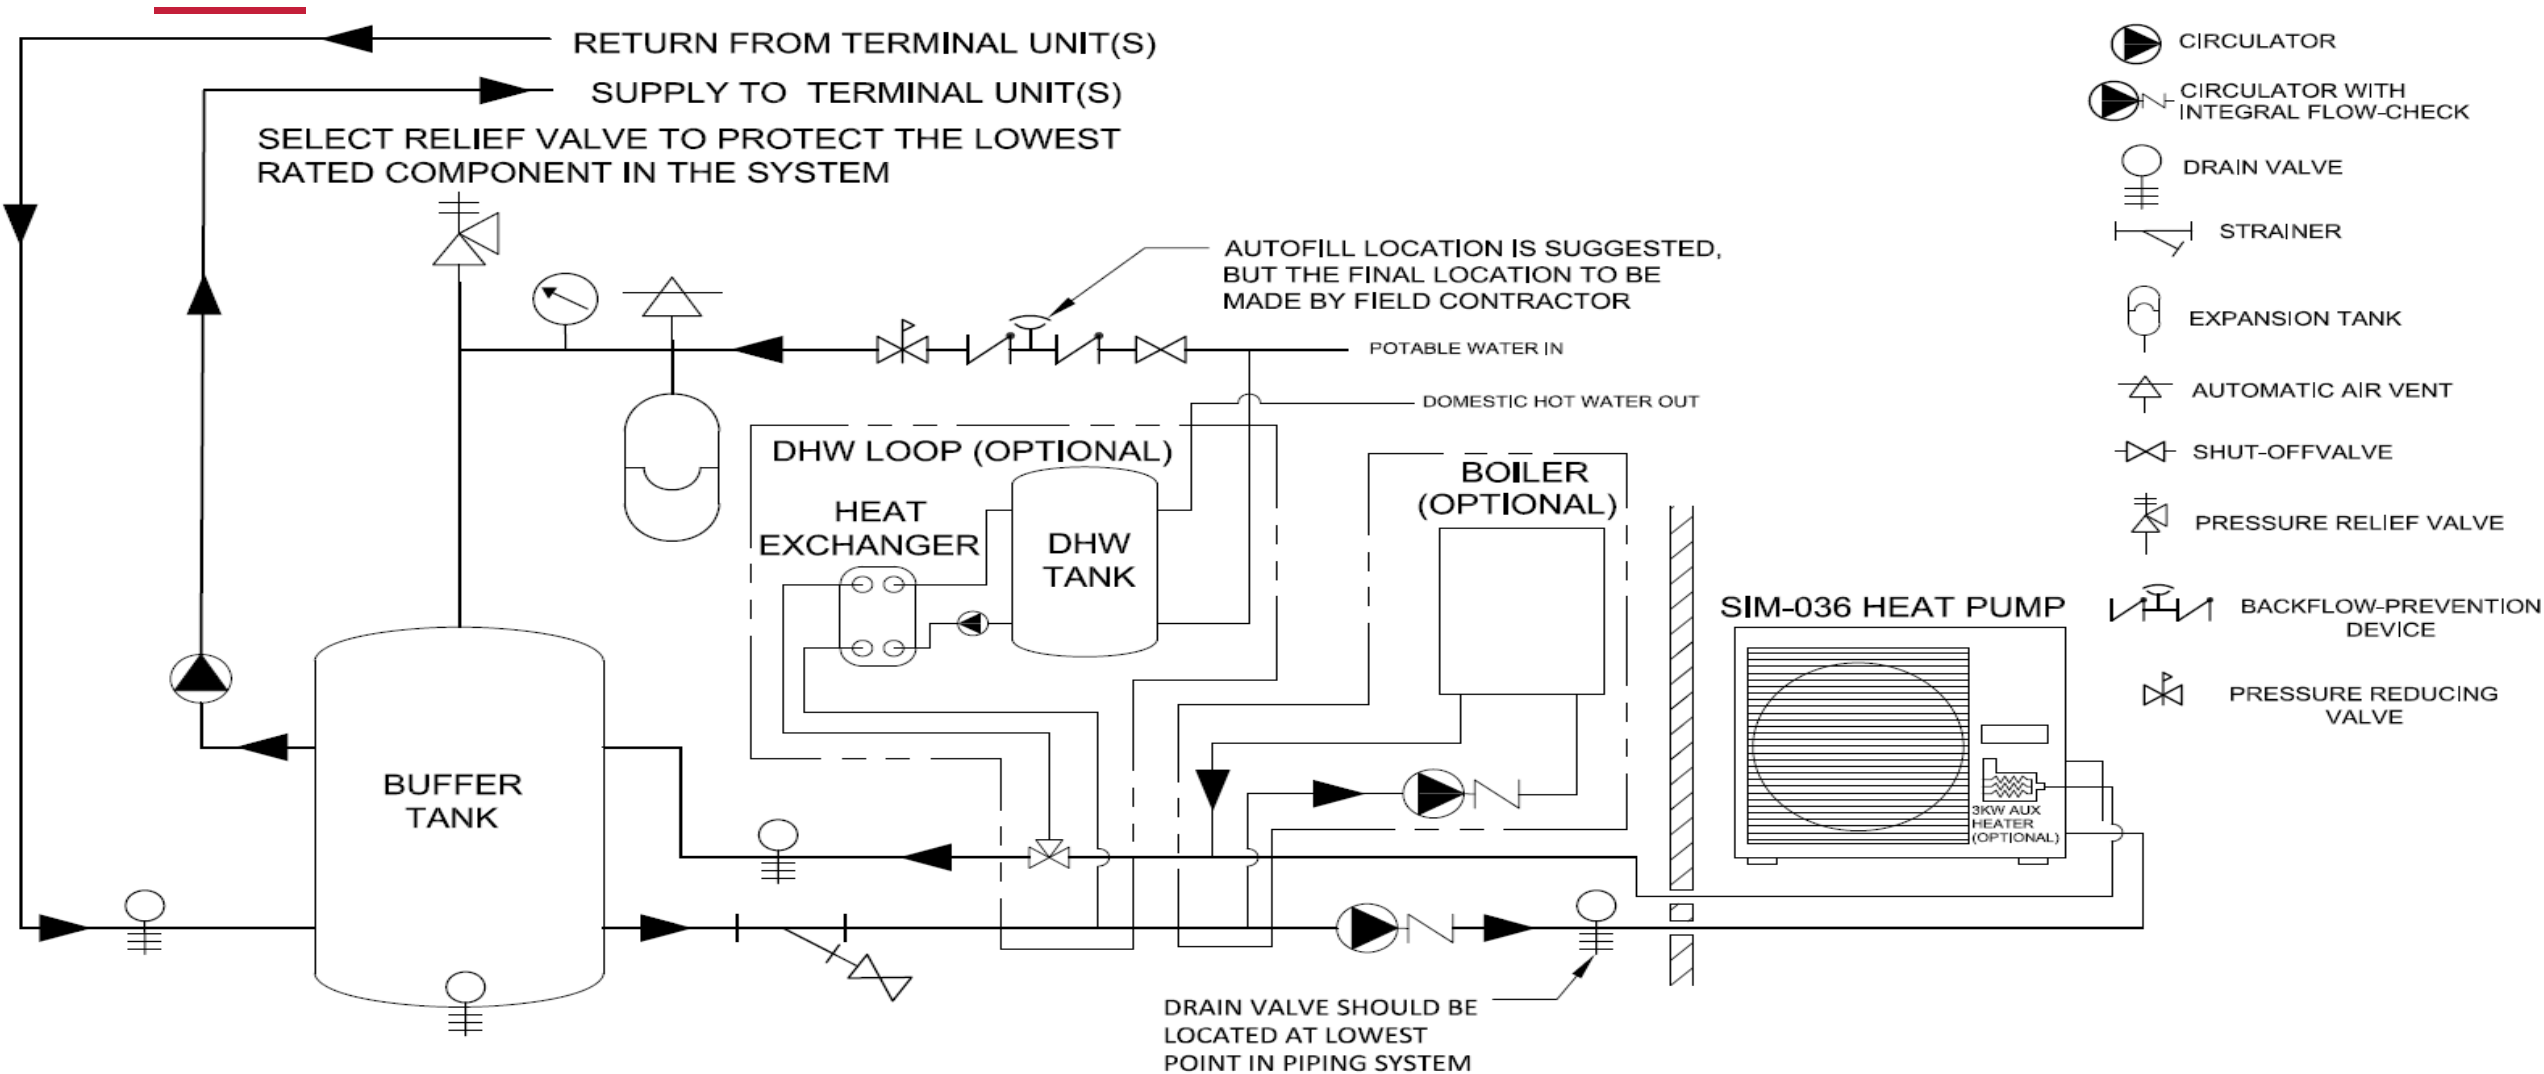 RETURN FROM TERMINAL UNIT(S)
SUPPLY TO TERMINAL UNIT(S)
SELECT RELIEF VALVE TO PROTECT THE LOWEST
RATED COMPONENT IN THE SYSTEM
AUTOFILL LOCATION IS SUGGESTED,
BUT THE FINAL LOCATION TO BE
MADE BY FIELD CONTRACTOR
POTABLE WATER IN
DOMESTIC HOT WATER OUT
DHW LOOP (OPTIONAL)
HEAT
EXCHANGER
DHW
TANK
BOILER
(OPTIONAL)
SIM-036 HEAT PUMP
3KW AUX
HEATER
(OPTIONAL)
BUFFER
TANK
DRAIN VALVE SHOULD BE
LOCATED AT LOWEST
POINT IN PIPING SYSTEM
CIRCULATOR
CIRCULATOR WITH
INTEGRAL FLOW-CHECK
DRAIN VALVE
STRAINER
EXPANSION TANK
AUTOMATIC AIR VENT
SHUT-OFFVALVE
PRESSURE RELIEF VALVE
BACKFLOW-PREVENTION
DEVICE
PRESSURE REDUCING
VALVE